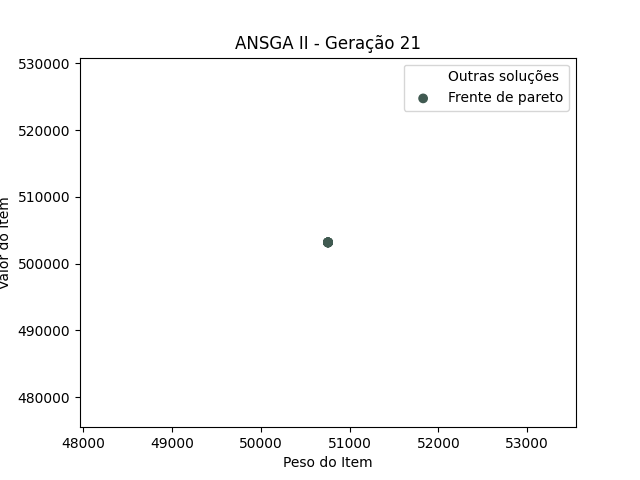 ANSGA II - Geração 21
Outras soluções
Frente de pareto
530000
520000
510000
500000
490000
480000
Valor do Item
48000 49000 50000 51000 52000 53000
Peso do Item